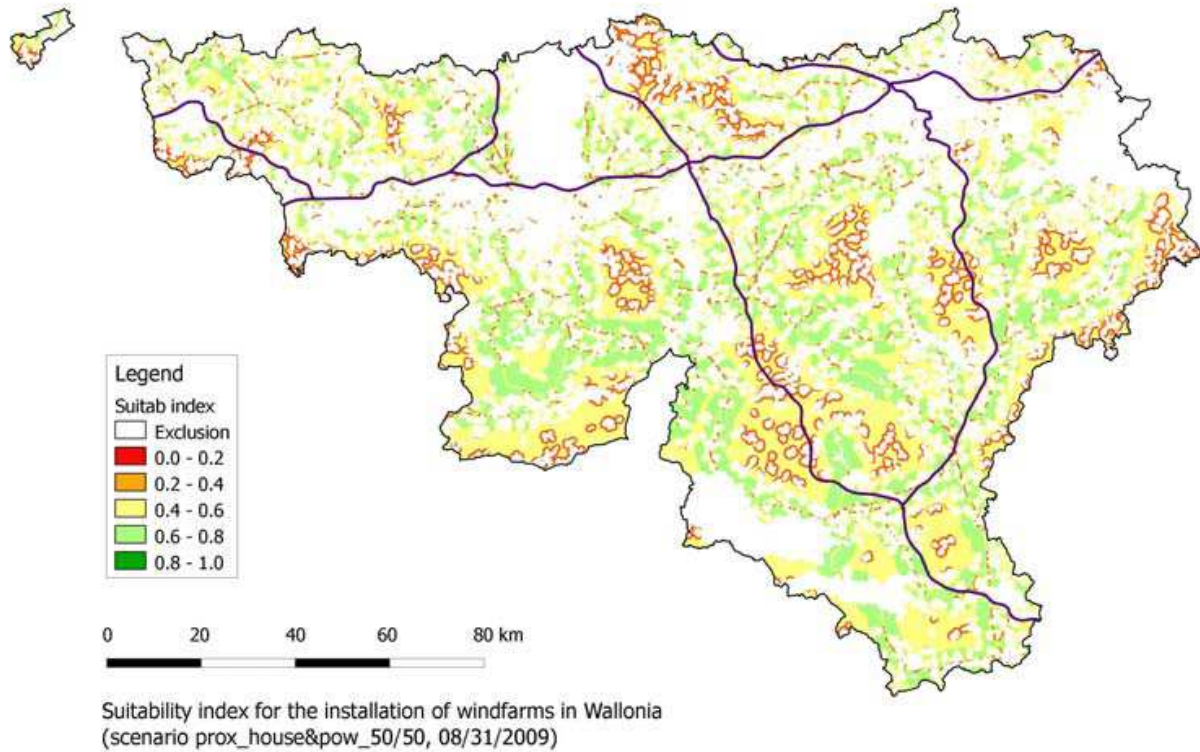 Legend
Suitab index
Exclusion
0.0 - 0.2
0.2 - 0.4
0.4 - 0.6
0.6 - 0.8
0.8 - 1.0
0 20 40 60 80 km
Suitability index for the installation of windfarms in Wallonia
(scenario prox_house&pow_50/50, 08/31/2009)